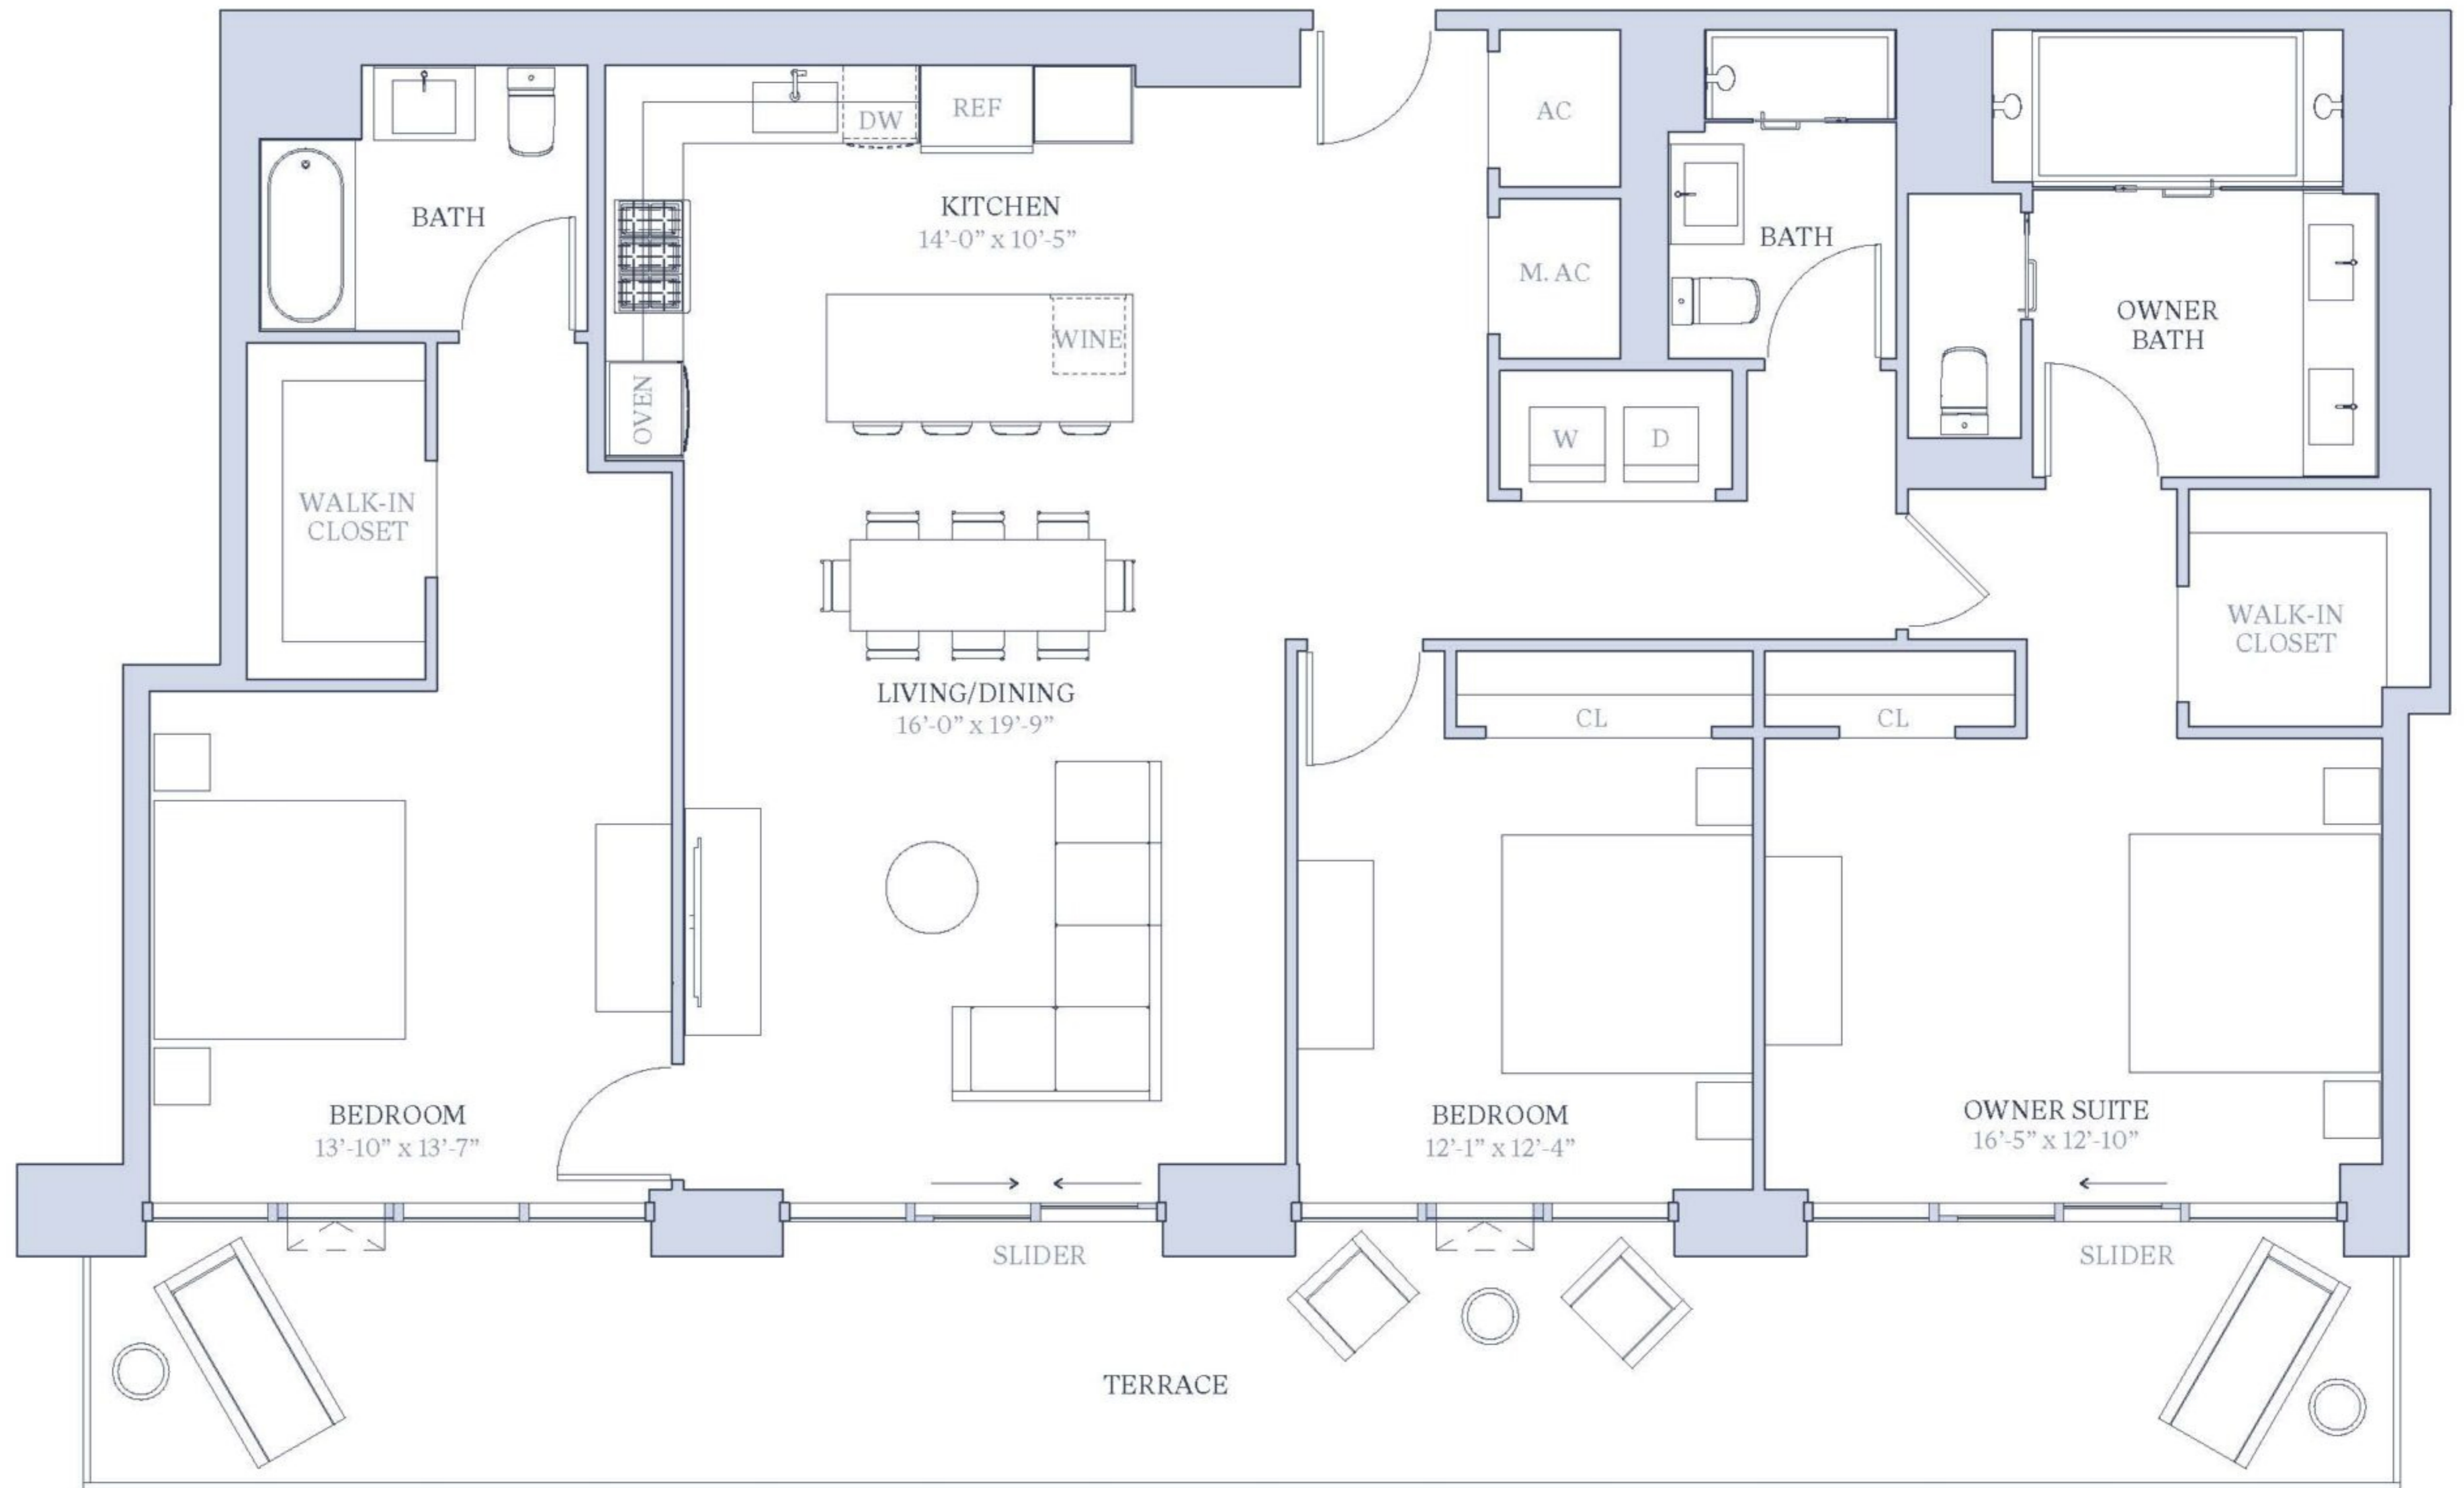 AC
DW
REF
KITCHEN
14’-0” x 10’-5”
BATH
BATH
M. AC
OWNER
BATH
WINE
OVEN
W
D
WALK-IN
CLOSET
WALK-IN
CLOSET
LIVING/DINING
16’-0” x 19’-9”
CL
CL
BEDROOM
13’-10” x 13’-7”
BEDROOM
12’-1” x 12’-4”
OWNER SUITE
16’-5” x 12’-10”
SLIDER
SLIDER
TERRACE